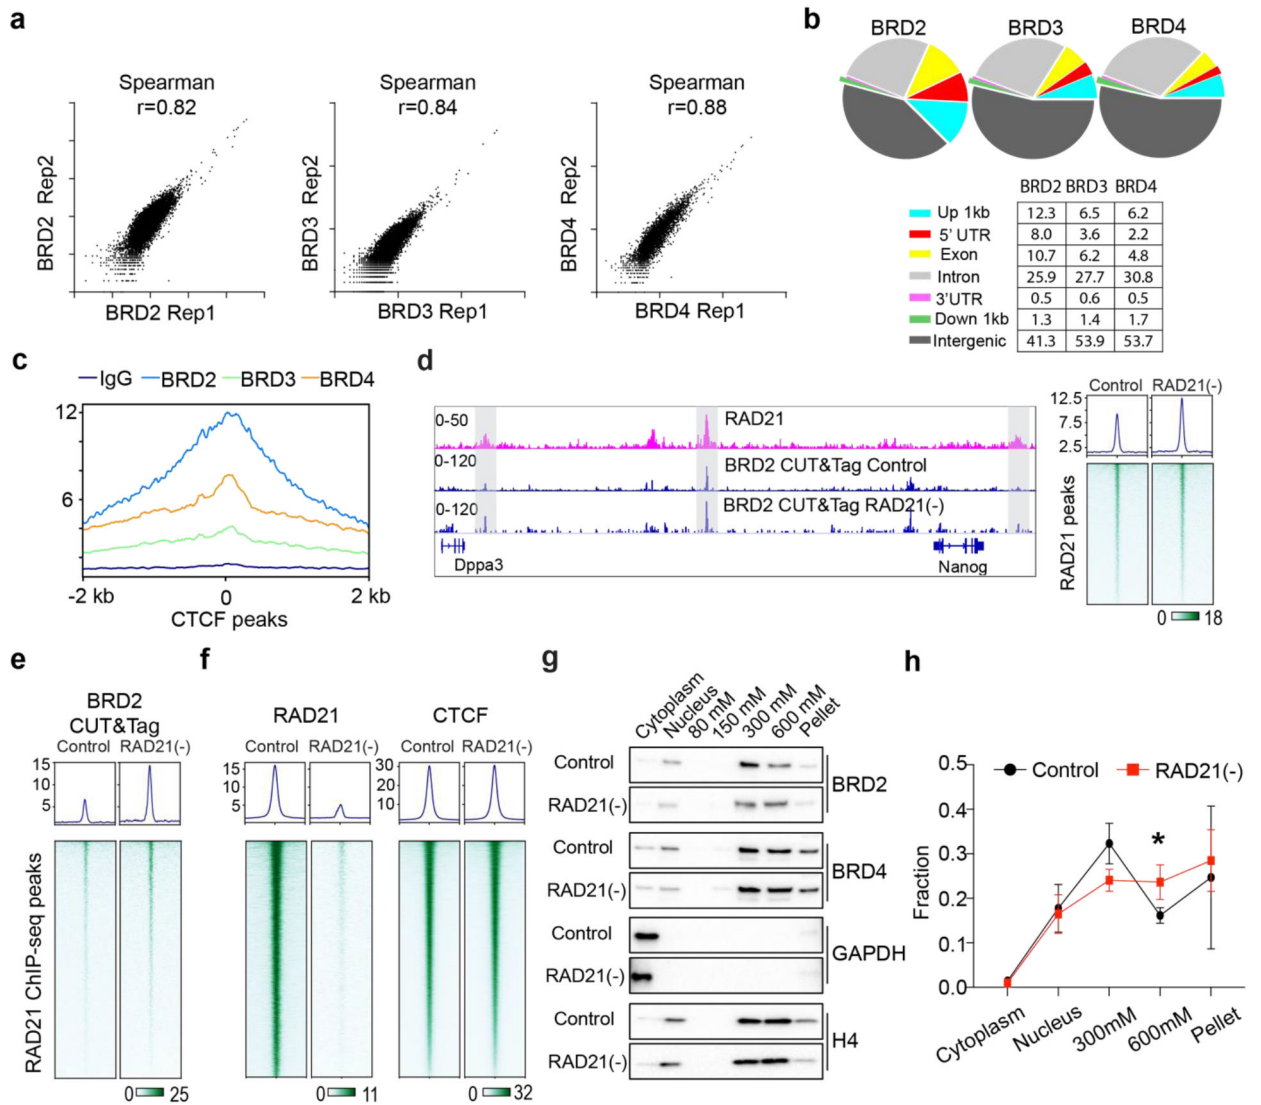 a
Spearman
r=0.82
BRD2 Rep2
BRD2 Rep1
Spearman
r=0.84
BRD3 Rep2
BRD3 Rep1
Spearman
r=0.88
BRD4 Rep2
BRD4 Rep1
b
BRD2 BRD3 BRD4
BRD2 BRD3 BRD4
Up 1kb 12.3 6.5 6.2
5' UTR 8.0 3.6 2.2
Exon 10.7 6.2 4.8
Intron 25.9 27.7 30.8
3'UTR 0.5 0.6 0.5
Down 1kb 1.3 1.4 1.7
Intergenic 41.3 53.9 53.7
c
IgG BRD2 BRD3 BRD4
12
6
-2 kb 0 2 kb
CTCF peaks
d
0-50 RAD21
0-120 BRD2 CUT&Tag Control
0-120 BRD2 CUT&Tag RAD21(-)
Dppa3 Nanog
Control RAD21(-)
12.5
7.5
2.5
RAD21 peaks
0 18
e
BRD2
CUT&Tag
Control RAD21(-)
15
10
5
RAD21 ChIP-seq peaks
0 25
f
RAD21 CTCF
Control RAD21(-) Control RAD21(-)
15
10
5
30
20
10
0 11
0 32
g
Cytoplasm
Nucleus
80 mM
150 mM
300 mM
600 mM
Pellet
Control
RAD21(-)
BRD2
Control
RAD21(-)
BRD4
Control
RAD21(-)
GAPDH
Control
RAD21(-)
H4
h
Control RAD21(-)
0.5
0.4
0.3
0.2
0.1
0
Fraction
*
Cytoplasm
Nucleus
300mM
600mM
Pellet